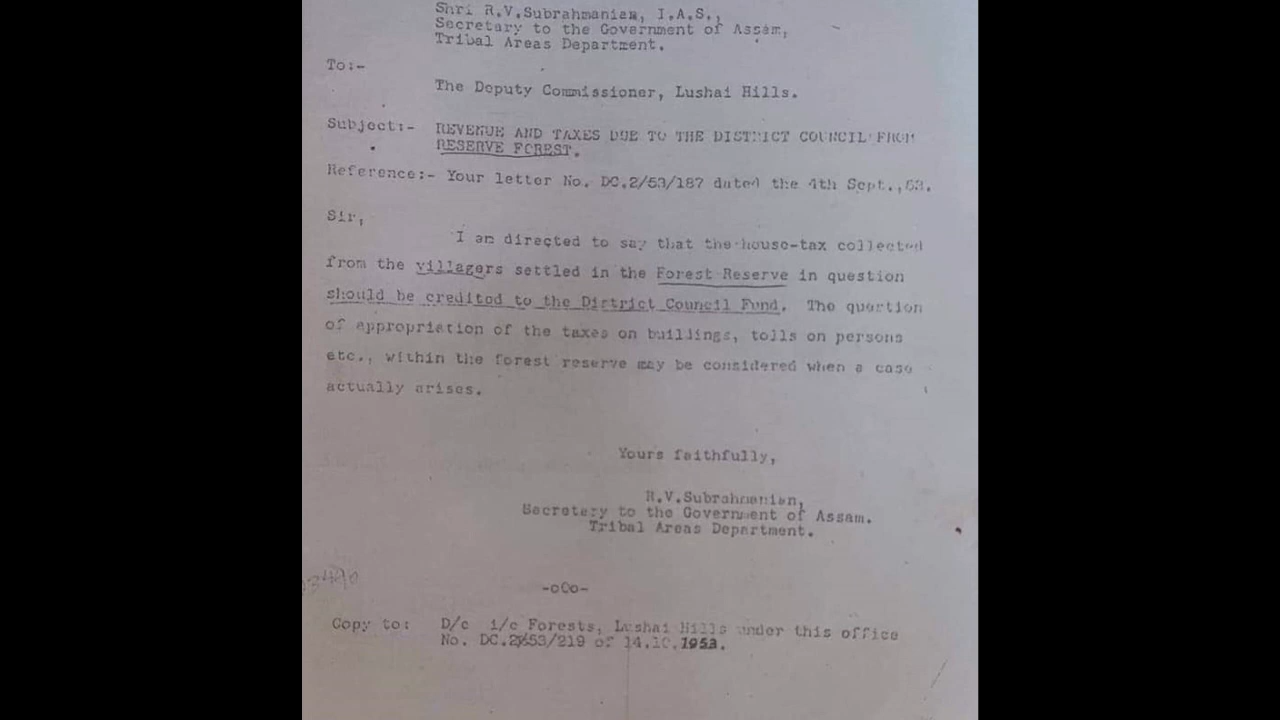 Shri R.V.Subrahmanian, I.A.S.,
Secretary to the Government of Assam,
Tribal Areas Department.
To:-
The Deputy Commissioner, Lushai Hills.
Subject:- REVENUE AND TAXES DUE TO THE DISTRICT COUNCIL FROM
RESERVE FOREST.
Reference:- Your letter No. DC.2/53/187 dated the 4th Sept.,53.
Sir,
I am directed to say that the house-tax collected
from the villagers settled in the Forest Reserve in question
should be credited to the District Council Fund. The question
of appropriation of the taxes on buildings, tolls on persons
etc., within the forest reserve may be considered when a case
actually arises.
Yours faithfully,
R.V.Subrahmanian,
Secretary to the Government of Assam.
Tribal Areas Department.
-oOo-
Copy to: D/c i/c Forests, Lushai Hills under this office
No. DC.2/53/219 of 14.10.1953.